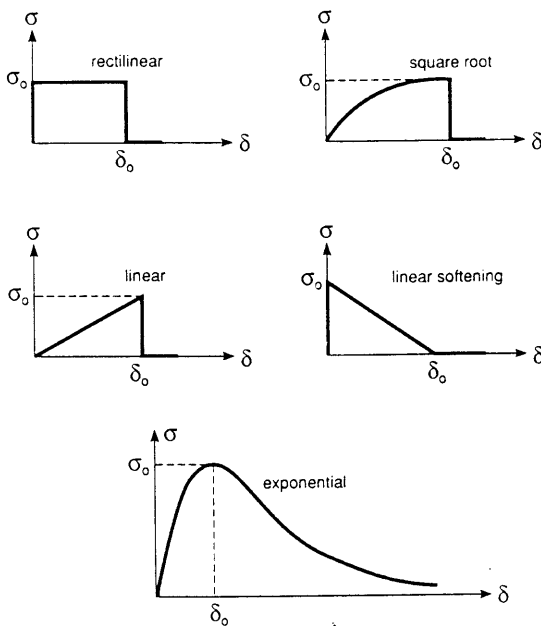 σ
σ
rectilinear
square root
σₒ
σₒ
δ
δ
δₒ
δₒ
σ
σ
linear
linear softening
σₒ
σₒ
δ
δ
δₒ
δₒ
σ
σₒ
exponential
δ
δₒ